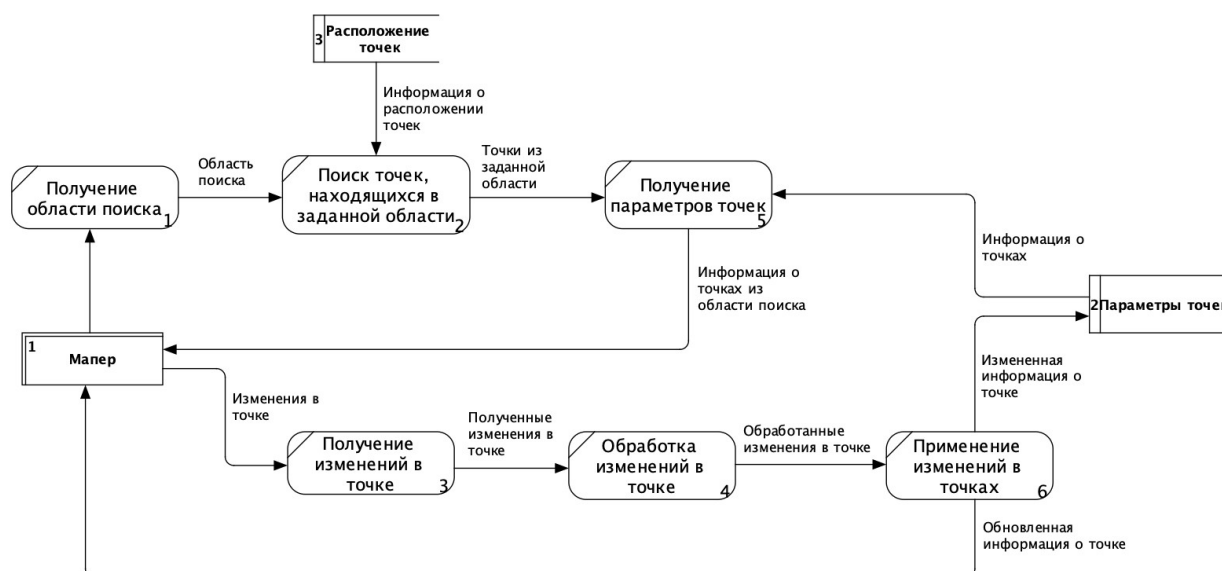 3
Расположение
точек
Информация о
расположении
точек
Получение
области поиска
1
Область
поиска
Поиск точек,
находящихся в
заданной области
2
Точки из
заданной
области
Получение
параметров точек
5
Информация о
точках
Информация о
точках из
области поиска
2
Параметры точек
1
Мапер
Изменения в
точке
Получение
изменений в
точке
3
Полученные
изменения в
точке
Обработка
изменений в
точке
4
Обработанные
изменения в точке
Применение
изменений в
точках
6
Измененная
информация о
точке
Обновленная
информация о точке